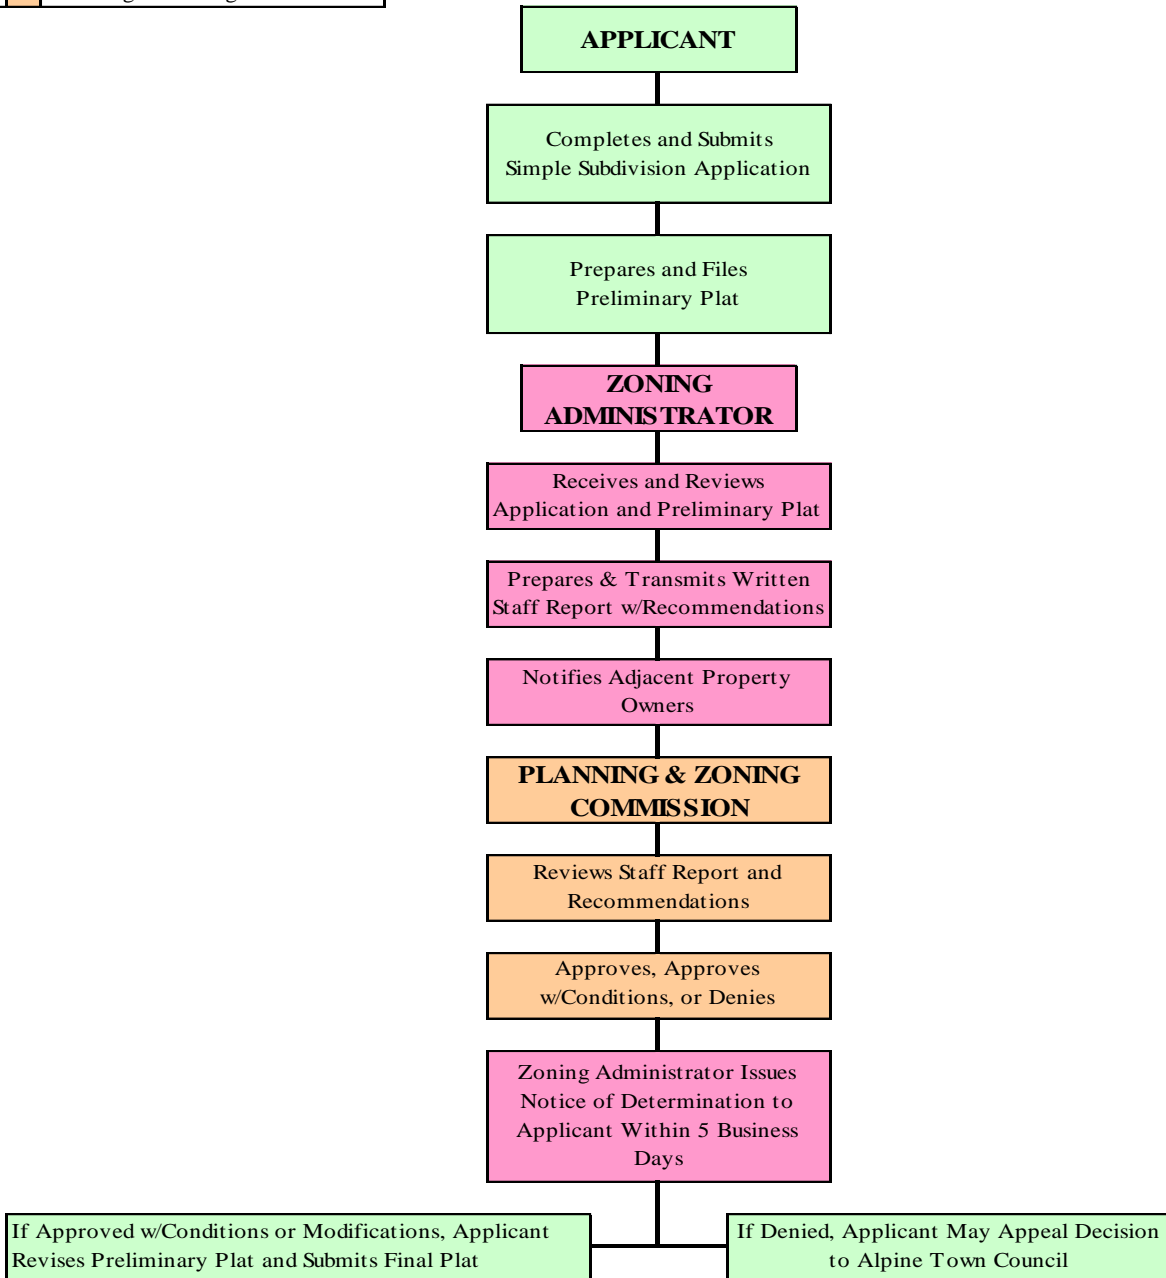 APPLICANT
Completes and Submits
Simple Subdivision Application
Prepares and Files
Preliminary Plat
ZONING
ADMINISTRATOR
Receives and Reviews
Application and Preliminary Plat
Prepares & Transmits Written
Staff Report w/Recommendations
Notifies Adjacent Property
Owners
PLANNING & ZONING
COMMISSION
Reviews Staff Report and
Recommendations
Approves, Approves
w/Conditions, or Denies
Zoning Administrator Issues
Notice of Determination to
Applicant Within 5 Business
Days
If Approved w/Conditions or Modifications, Applicant
Revises Preliminary Plat and Submits Final Plat
If Denied, Applicant May Appeal Decision
to Alpine Town Council